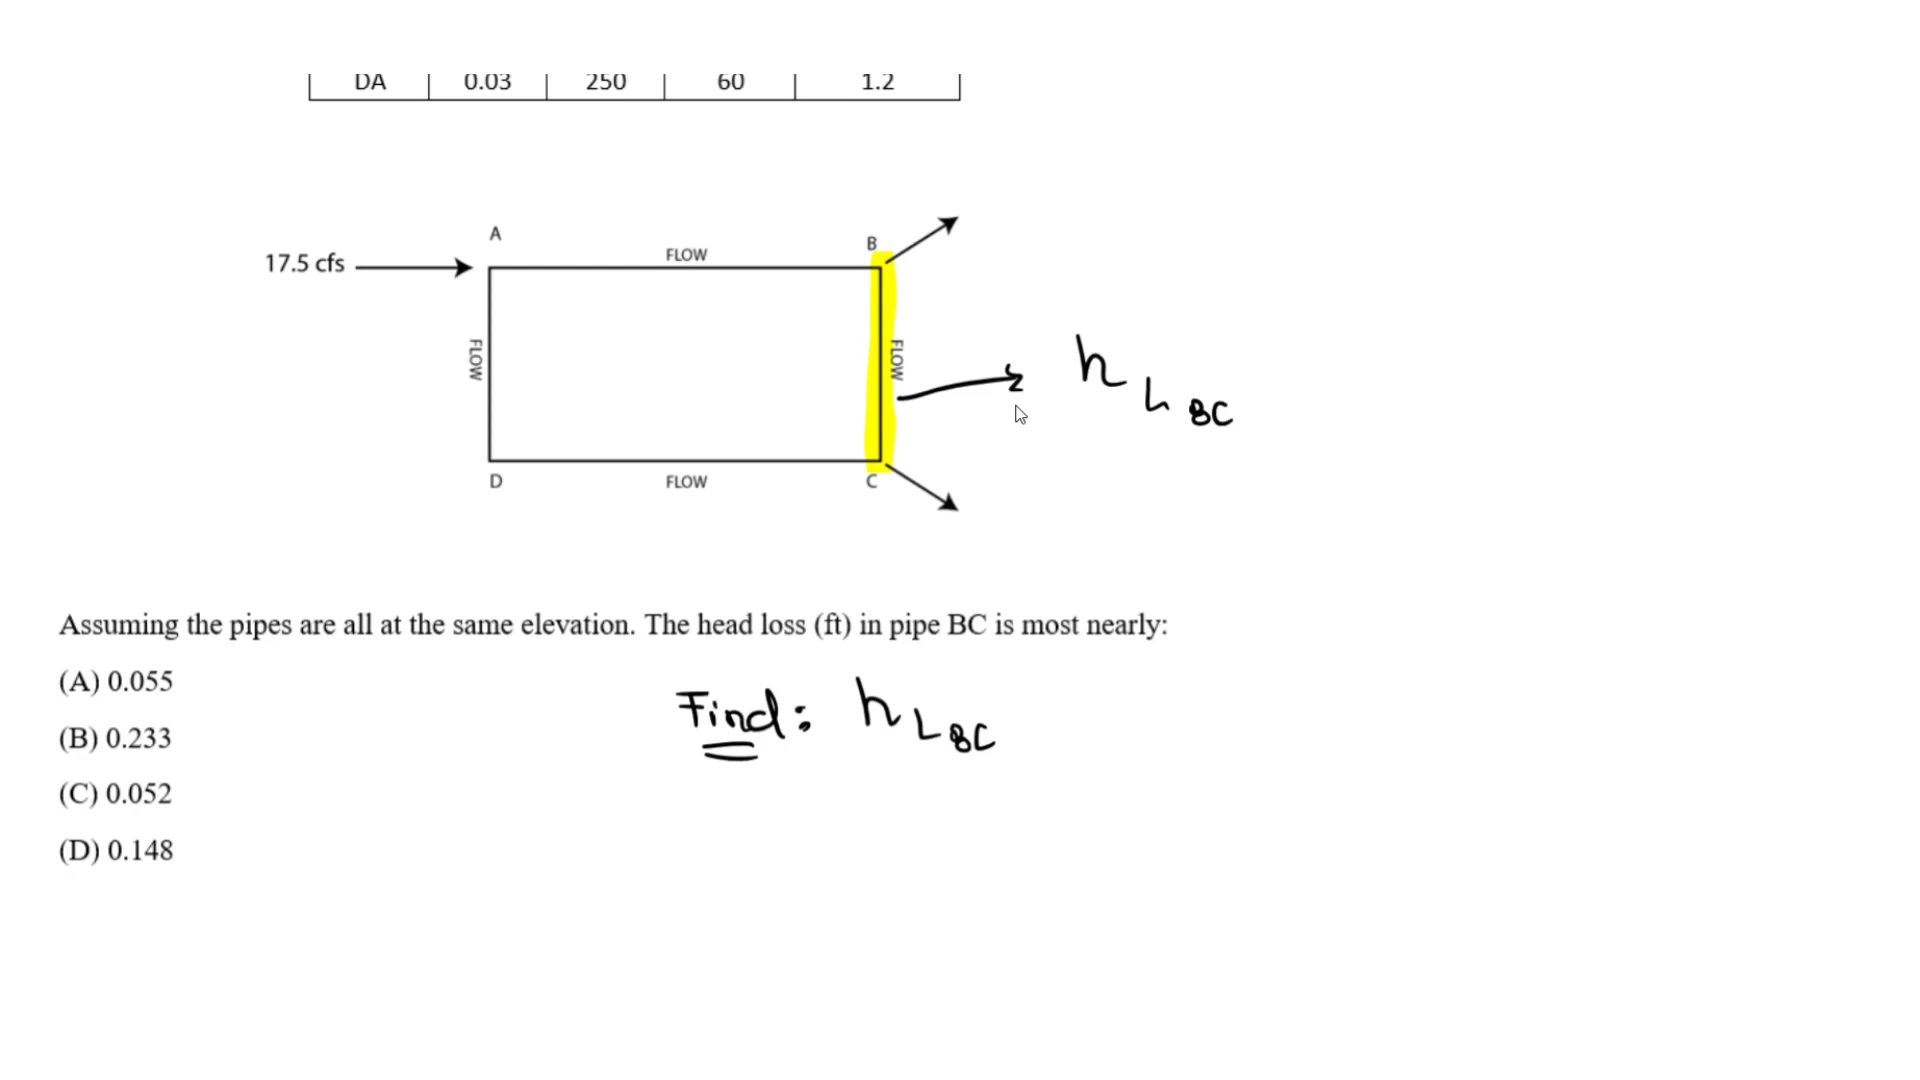 DA 0.03 250 60 1.2
A
B
FLOW
17.5 cfs
FLOW
FLOW
h L BC
D
FLOW
C
Assuming the pipes are all at the same elevation. The head loss (ft) in pipe BC is most nearly:
(A) 0.055
Find: h L BC
(B) 0.233
(C) 0.052
(D) 0.148